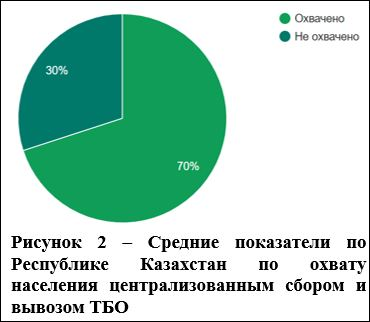 Охвачено
Не охвачено
30%
70%
Рисунок 2 – Средние показатели по
Республике Казахстан по охвату
населения централизованным сбором и
вывозом ТБО